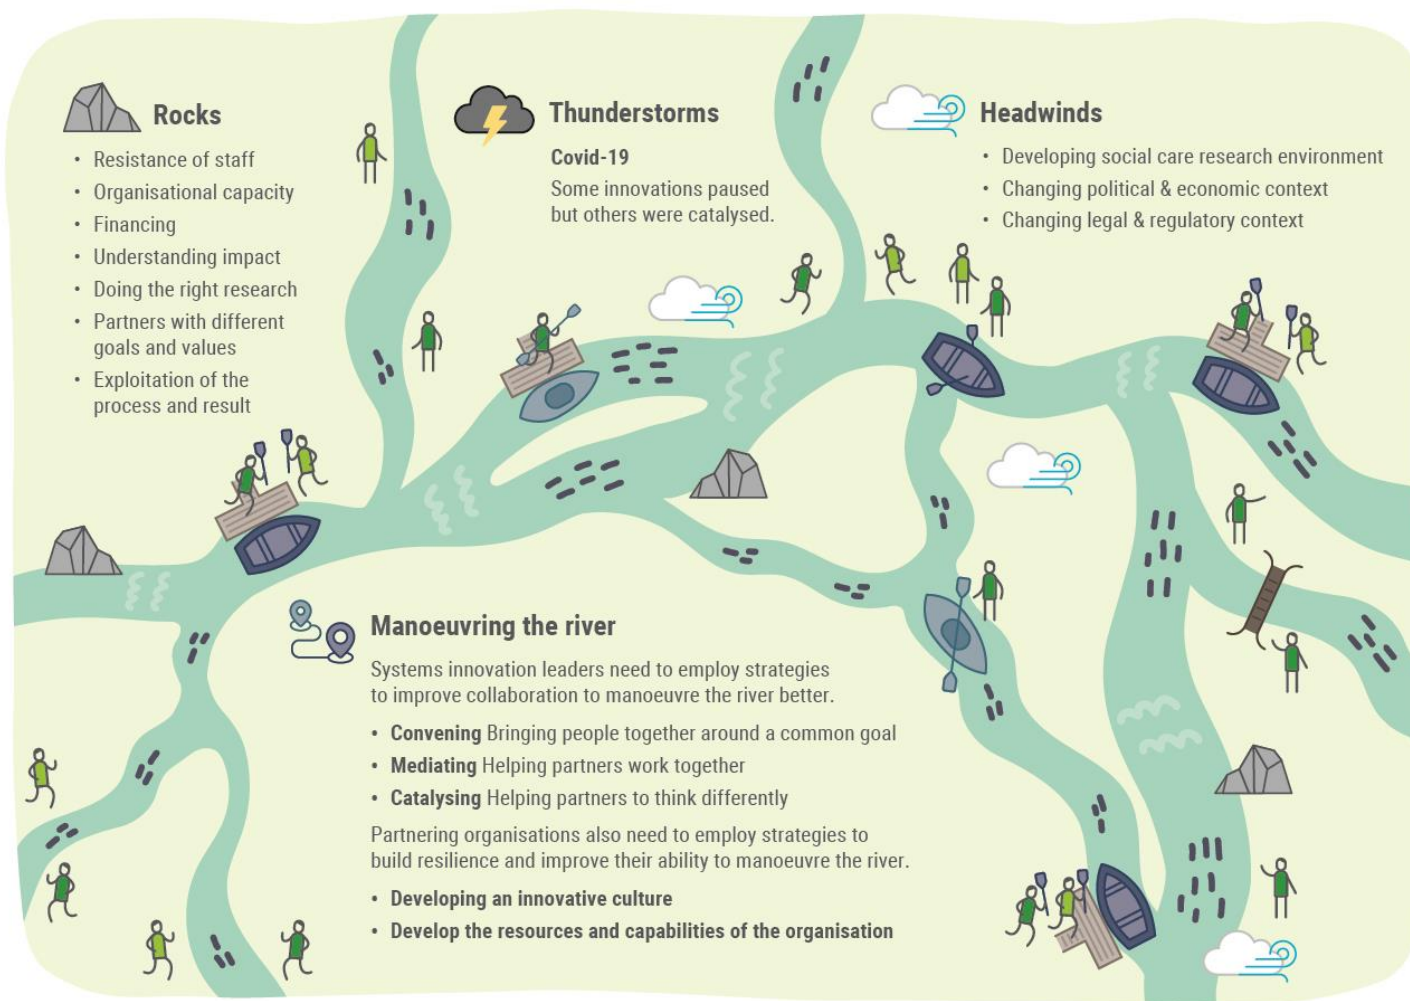 Rocks
• Resistance of staff
• Organisational capacity
• Financing
• Understanding impact
• Doing the right research
• Partners with different
goals and values
• Exploitation of the
process and result
Thunderstorms
Covid-19
Some innovations paused
but others were catalysed.
Headwinds
• Developing social care research environment
• Changing political & economic context
• Changing legal & regulatory context
Manoeuvring the river
Systems innovation leaders need to employ strategies
to improve collaboration to manoeuvre the river better.
• Convening Bringing people together around a common goal
• Mediating Helping partners work together
• Catalysing Helping partners to think differently
Partnering organisations also need to employ strategies to
build resilience and improve their ability to manoeuvre the river.
• Developing an innovative culture
• Develop the resources and capabilities of the organisation